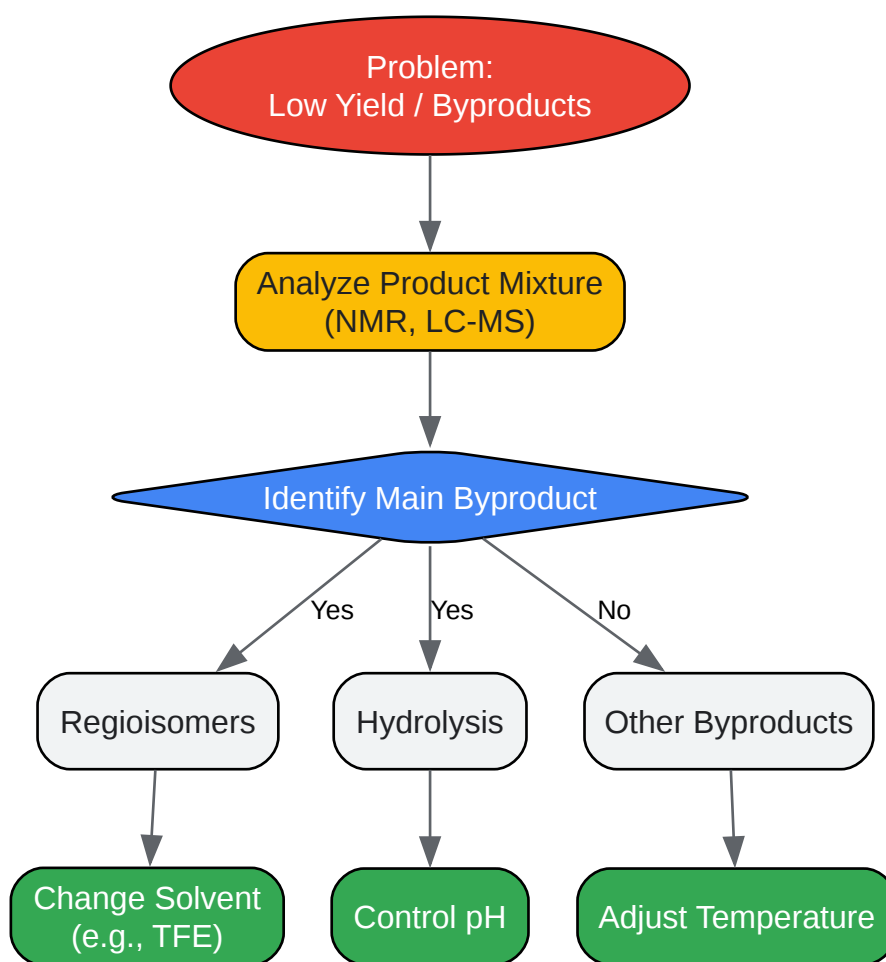 Problem:
Low Yield / Byproducts
Analyze Product Mixture
(NMR, LC-MS)
Identify Main Byproduct
Yes
Yes
No
Regioisomers
Hydrolysis
Other Byproducts
Change Solvent
(e.g., TFE)
Control pH
Adjust Temperature